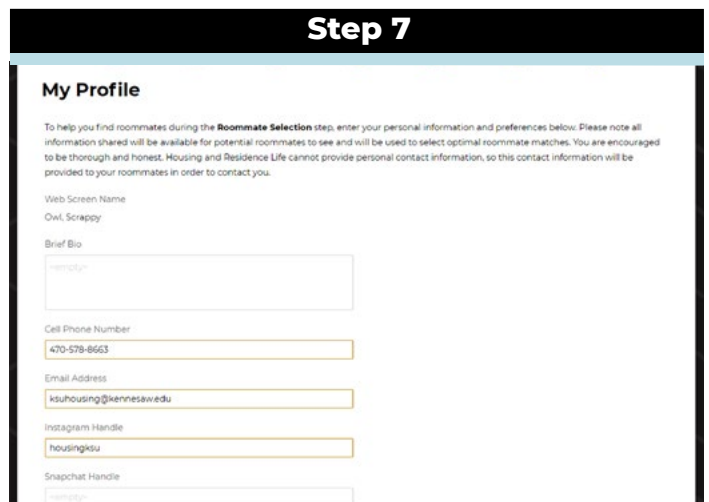 Step 7
My Profile
To help you find roommates during the Roommate Selection step, enter your personal information and preferences below. Please note all
information shared will be available for potential roommates to see and will be used to select optimal roommate matches. You are encouraged
to be thorough and honest. Housing and Residence Life cannot provide personal contact information, so this contact information will be
provided to your roommates in order to contact you.
Web Screen Name
Owl, Scrappy
Brief Bio
-empty-
Cell Phone Number
470-578-8663
Email Address
ksuhousing@kennesaw.edu
Instagram Handle
housingksu
Snapchat Handle
-empty-